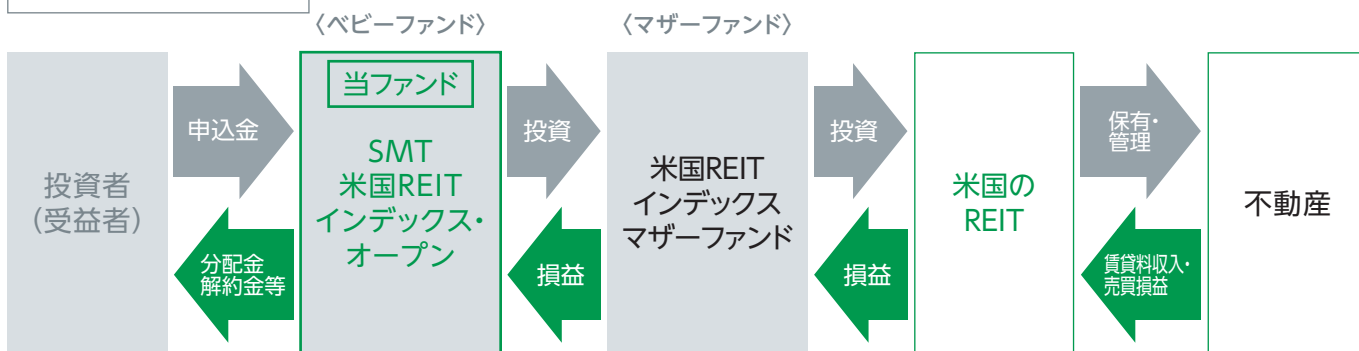 〈ベビーファンド〉
〈マザーファンド〉
投資者
(受益者)
申込金
分配金
解約金等
当ファンド
SMT
米国REIT
インデックス・
オープン
投資
損益
米国REIT
インデックス
マザーファンド
投資
損益
米国の
REIT
保有・
管理
賃貸料収入・
売買損益
不動産